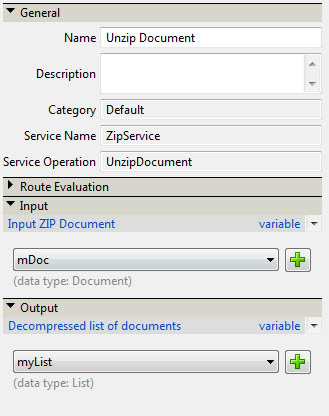 General
Name Unzip Document
Description
Category Default
Service Name ZipService
Service Operation UnzipDocument
Route Evaluation
Input
Input ZIP Document variable
mDoc
(data type: Document)
Output
Decompressed list of documents variable
myList
(data type: List)